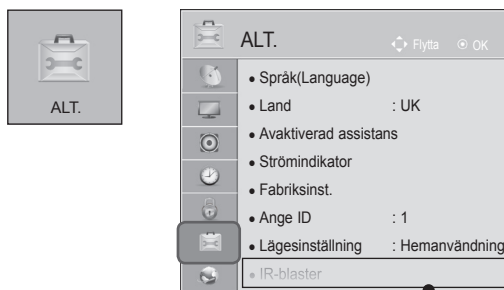 ALT.
ALT.
Flytta OK
Språk(Language)
Land : UK
Avaktiverad assistans
Strömindikator
Fabriksinst.
Ange ID : 1
Lägesinställning : Hemanvändning
IR-blaster